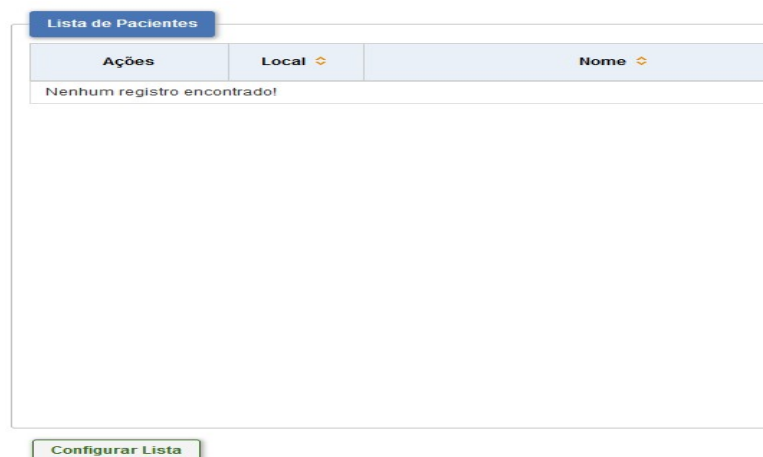 Lista de Pacientes
Ações Local Nome
Nenhum registro encontrado!
Configurar Lista